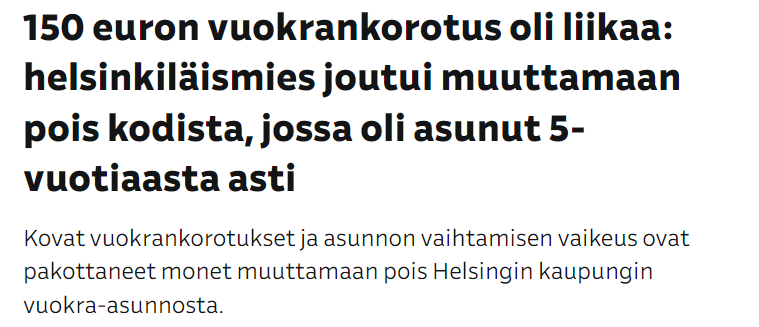 150 euron vuokrankorotus oli liikaa:
helsinkiläismies joutui muuttamaan
pois kodista, jossa oli asunut 5-
vuotiaasta asti
Kovat vuokrankorotukset ja asunnon vaihtamisen vaikeus ovat
pakottaneet monet muuttamaan pois Helsingin kaupungin
vuokra-asunnosta.